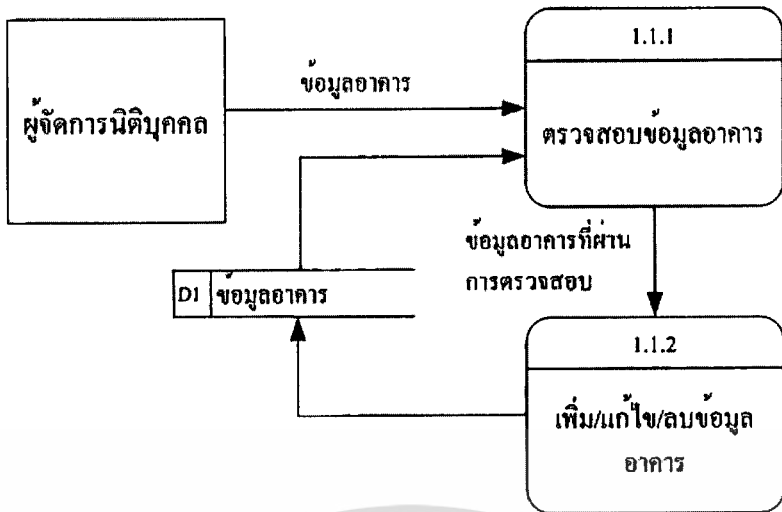 1.1.1
ข้อมูลอาคาร
ผู้จัดการนิติบุคคล
ตรวจสอบข้อมูลอาคาร
ข้อมูลอาคารที่ผ่าน
การตรวจสอบ
D1 ข้อมูลอาคาร
1.1.2
เพิ่ม/แก้ไข/ลบข้อมูล
อาคาร